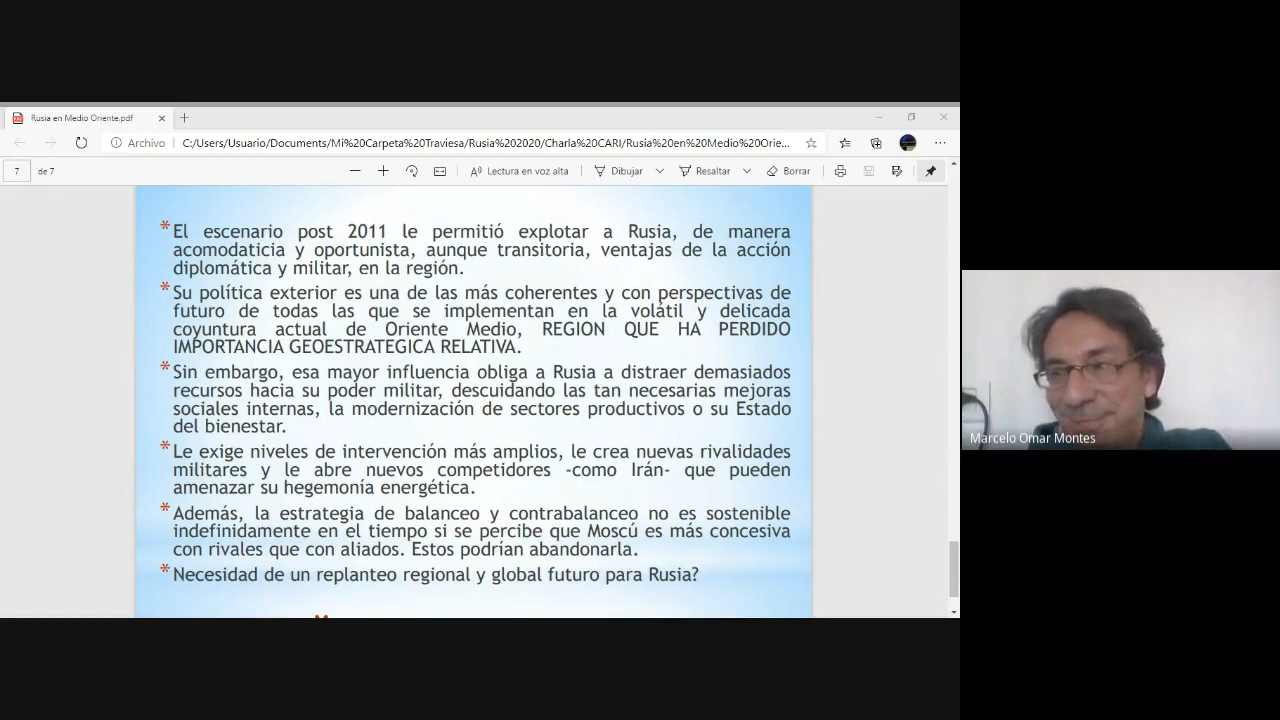 Rusia en Medio Oriente.pdf
Archivo
C:/Users/Usuario/Documents/Mi%20Carpeta%20Traviesa/Rusia%202020/Charla%20CARI/Rusia%20en%20Medio%20Orie...
7 de 7
Lectura en voz alta
Dibujar
Resaltar
Borrar
* El escenario post 2011 le permitió explotar a Rusia, de manera
acomodaticia y oportunista, aunque transitoria, ventajas de la acción
diplomática y militar, en la región.
* Su política exterior es una de las más coherentes y con perspectivas de
futuro de todas las que se implementan en la volátil y delicada
coyuntura actual de Oriente Medio, REGION QUE HA PERDIDO
IMPORTANCIA GEOESTRATEGICA RELATIVA.
* Sin embargo, esa mayor influencia obliga a Rusia a distraer demasiados
recursos hacia su poder militar, descuidando las tan necesarias mejoras
sociales internas, la modernización de sectores productivos o su Estado
del bienestar.
* Le exige niveles de intervención más amplios, le crea nuevas rivalidades
militares y le abre nuevos competidores -como Irán- que pueden
amenazar su hegemonía energética.
* Además, la estrategia de balanceo y contrabalanceo no es sostenible
indefinidamente en el tiempo si se percibe que Moscú es más concesiva
con rivales que con aliados. Estos podrían abandonarla.
* Necesidad de un replanteo regional y global futuro para Rusia?
Marcelo Omar Montes